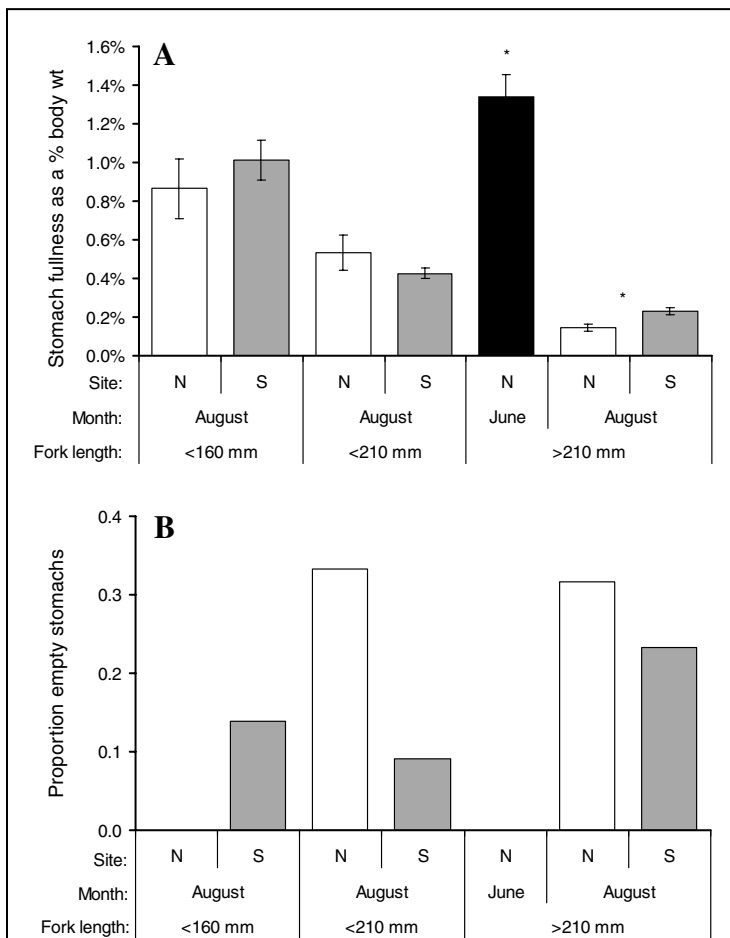 A
*
1.6%
1.4%
1.2%
1.0%
0.8%
0.6%
0.4%
0.2%
0.0%
Stomach fullness as a % body wt
*
Site: N S N S N N S
Month: August August June August
Fork length: <160 mm <210 mm >210 mm
B
0.4
0.3
0.2
0.1
0.0
Proportion empty stomachs
Site: N S N S N N S
Month: August August June August
Fork length: <160 mm <210 mm >210 mm